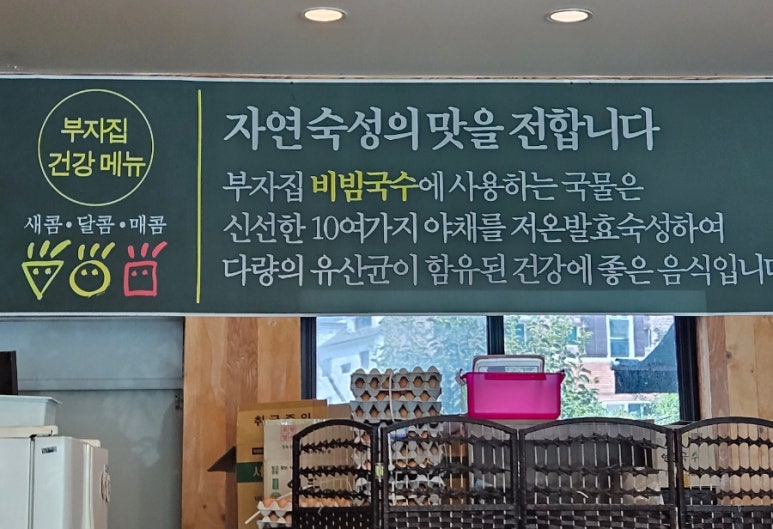 부자집
건강 메뉴
새콤•달콤•매콤
자연 숙성의 맛을 전합니다
부자집 비빔국수에 사용하는 국물은
신선한 10여가지 야채를 저온발효숙성하여
다량의 유산균이 함유된 건강에 좋은 음식입니다